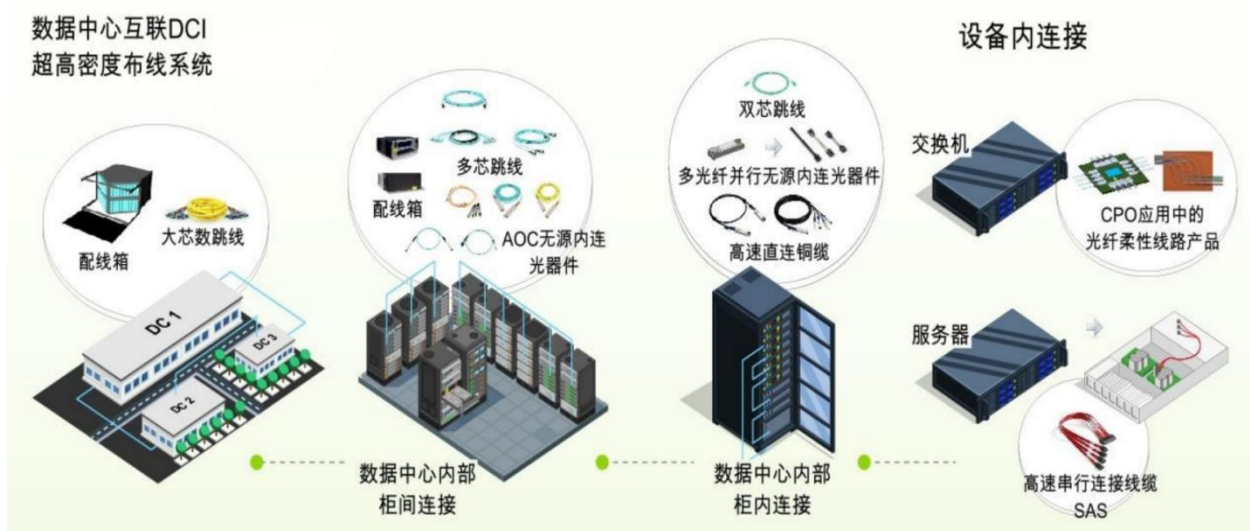 数据中心互联DCI
超高密度布线系统
设备内连接
双芯跳线
交换机
多芯跳线
多光纤并行无源内连光器件
配线箱
大芯数跳线
配线箱
AOC无源内连
光器件
高速直连铜缆
CPO应用中的
光纤柔性线路产品
DC 1
DC 3
DC 2
服务器
数据中心内部
柜间连接
数据中心内部
柜内连接
高速串行连接线缆
SAS